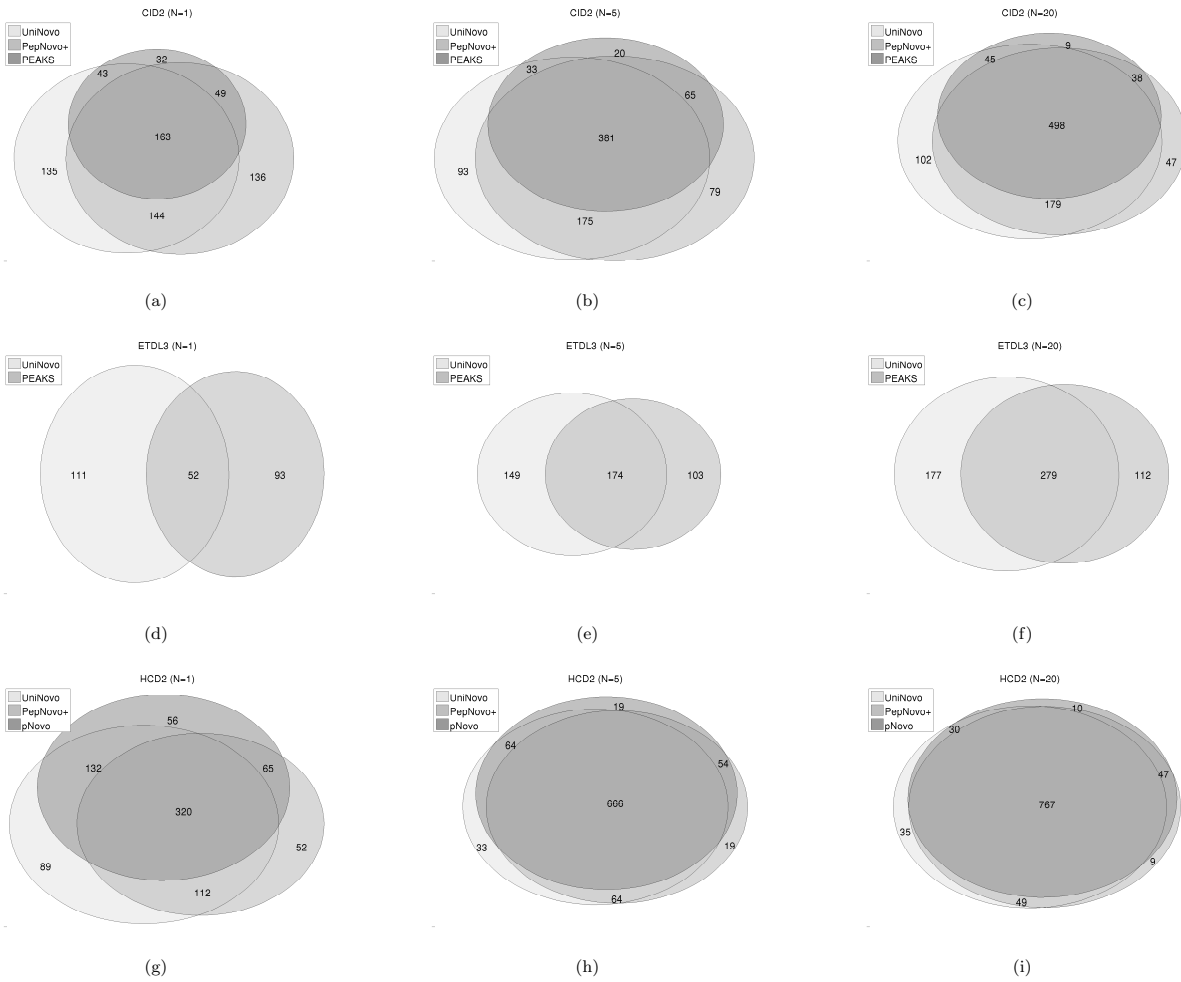 CID2 (N=1)
UniNovo
PepNovo+
PEAKS
32
43
49
163
135
136
144
(a)
CID2 (N=5)
UniNovo
PepNovo+
PEAKS
20
33
65
381
93
79
175
(b)
CID2 (N=20)
UniNovo
PepNovo+
PEAKS
9
45
38
498
102
47
179
(c)
ETDL3 (N=1)
UniNovo
PEAKS
111
52
93
(d)
ETDL3 (N=5)
UniNovo
PEAKS
149
174
103
(e)
ETDL3 (N=20)
UniNovo
PEAKS
177
279
112
(f)
HCD2 (N=1)
UniNovo
PepNovo+
pNovo
56
132
65
320
52
89
112
(g)
HCD2 (N=5)
UniNovo
PepNovo+
pNovo
19
64
54
666
33
19
64
(h)
HCD2 (N=20)
UniNovo
PepNovo+
pNovo
10
30
47
767
35
9
49
(i)